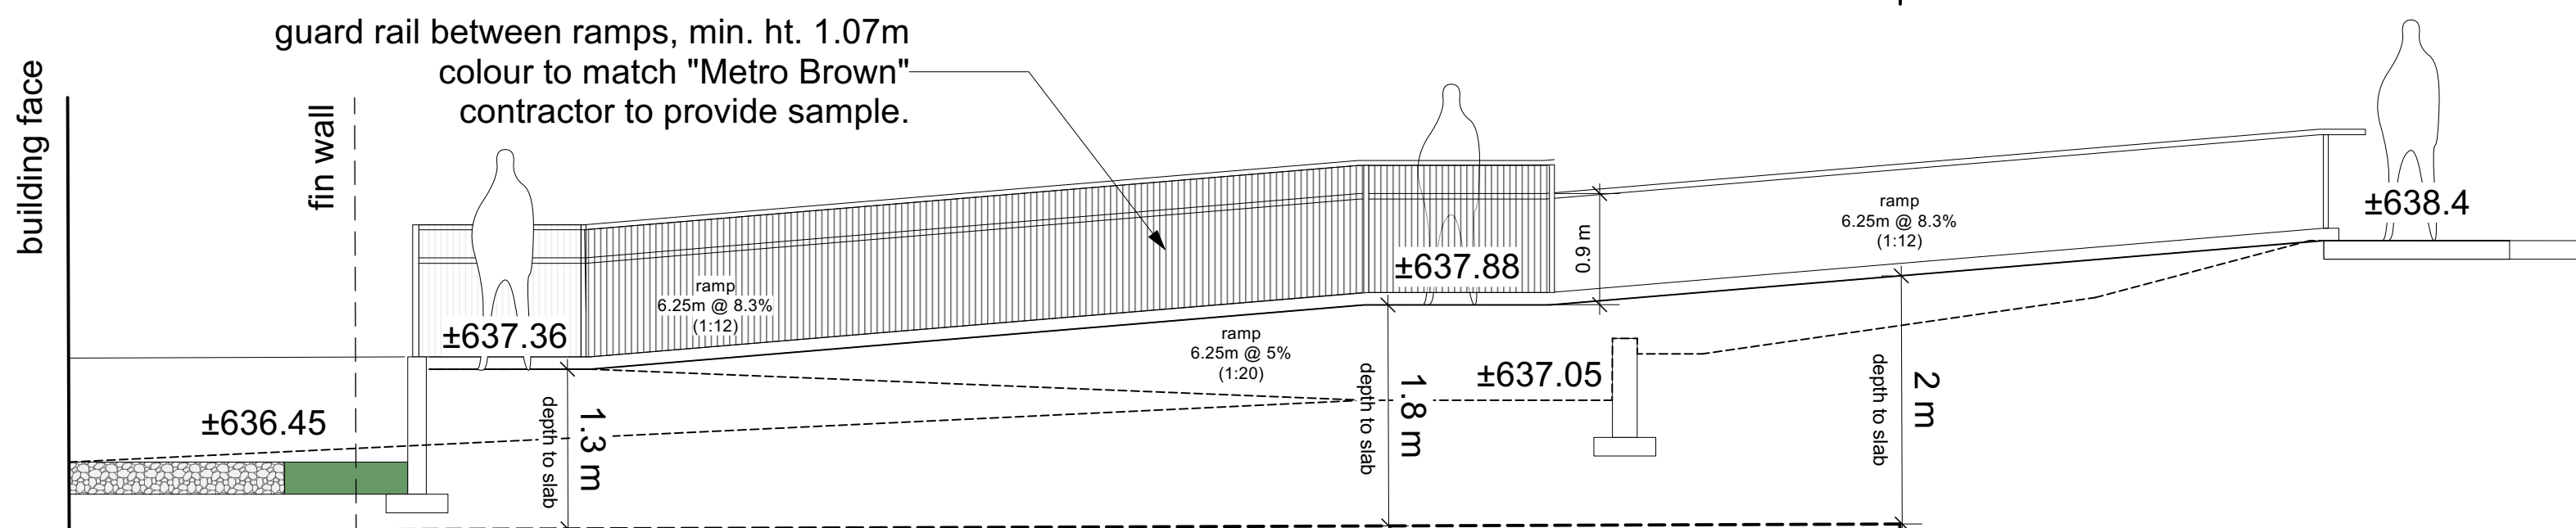 guard rail between ramps, min. ht. 1.07m
colour to match "Metro Brown"
contractor to provide sample.
building face
fin wall
±636.45
±637.36
ramp
6.25m @ 8.3%
(1:12)
depth to slab
1.3 m
ramp
6.25m @ 5%
(1:20)
±637.88
depth to slab
1.8 m
±637.05
0.9 m
ramp
6.25m @ 8.3%
(1:12)
depth to slab
2 m
±638.4